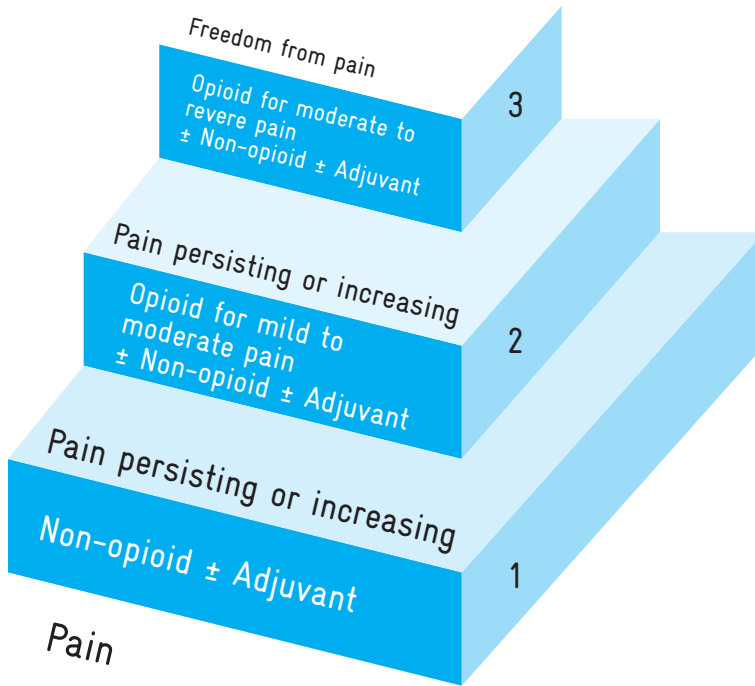 Freedom from pain
Opioid for moderate to
revere pain
± Non-opioid ± Adjuvant
3
Pain persisting or increasing
Opioid for mild to
moderate pain
± Non-opioid ± Adjuvant
2
Pain persisting or increasing
Non-opioid ± Adjuvant
1
Pain